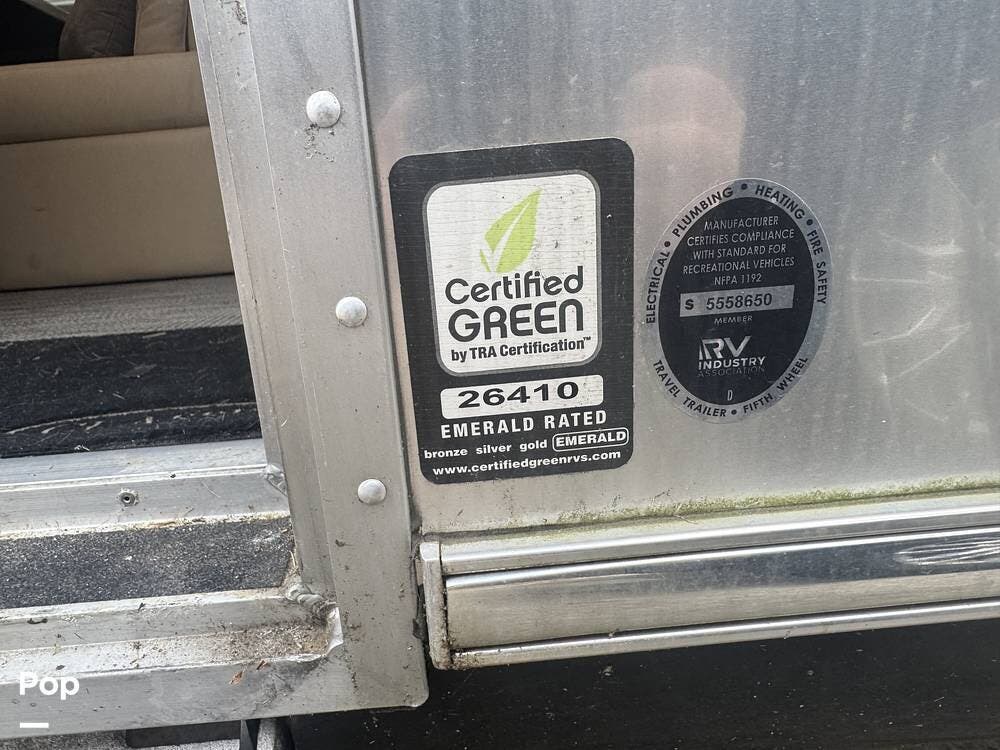 Certified
GREEN
by TRA Certification™
26410
EMERALD RATED
bronze silver gold EMERALD
www.certifiedgreenrvs.com
ELECTRICAL • PLUMBING • HEATING • FIRE SAFETY
MANUFACTURER
CERTIFIES COMPLIANCE
WITH STANDARD FOR
RECREATIONAL VEHICLES
NFPA 1192
S 5558650
MEMBER
RV
INDUSTRY
ASSOCIATION
D
TRAVEL TRAILER • FIFTH WHEEL
Pop